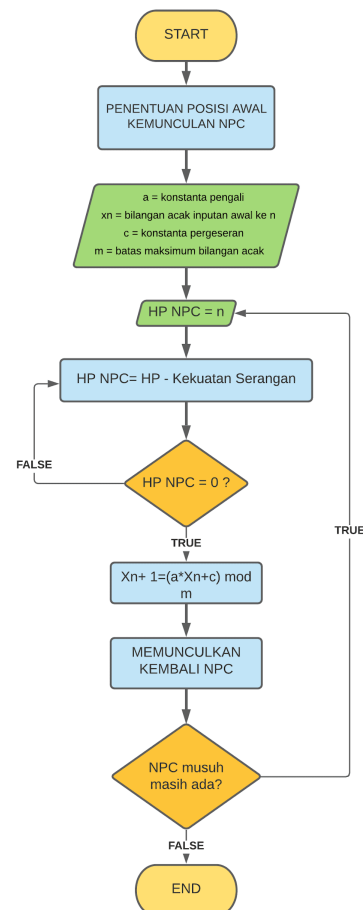 START
PENENTUAN POSISI AWAL
KEMUNCULAN NPC
a = konstanta pengali
xn = bilangan acak inputan awal ke n
c = konstanta pergeseran
m = batas maksimum bilangan acak
HP NPC = n
HP NPC= HP - Kekuatan Serangan
FALSE
HP NPC = 0 ?
TRUE
TRUE
Xn+ 1=(a*Xn+c) mod
m
MEMUNCULKAN
KEMBALI NPC
NPC musuh
masih ada?
FALSE
END